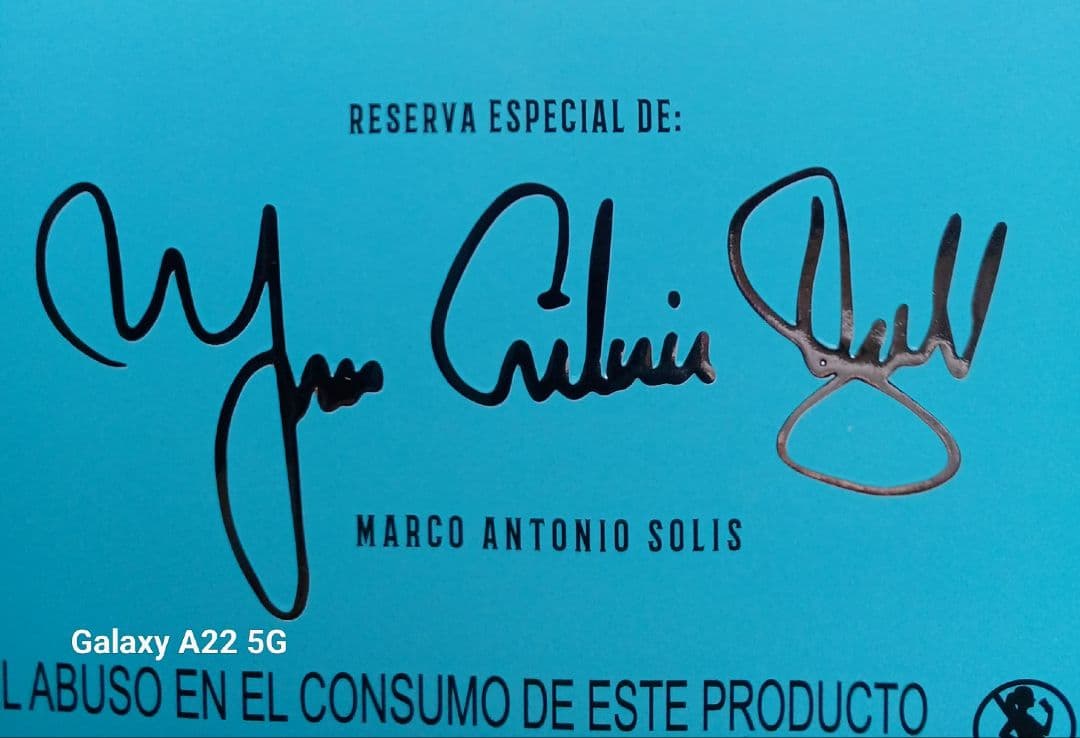 RESERVA ESPECIAL DE:
MARCO ANTONIO SOLIS
Galaxy A22 5G
L ABUSO EN EL CONSUMO DE ESTE PRODUCTO